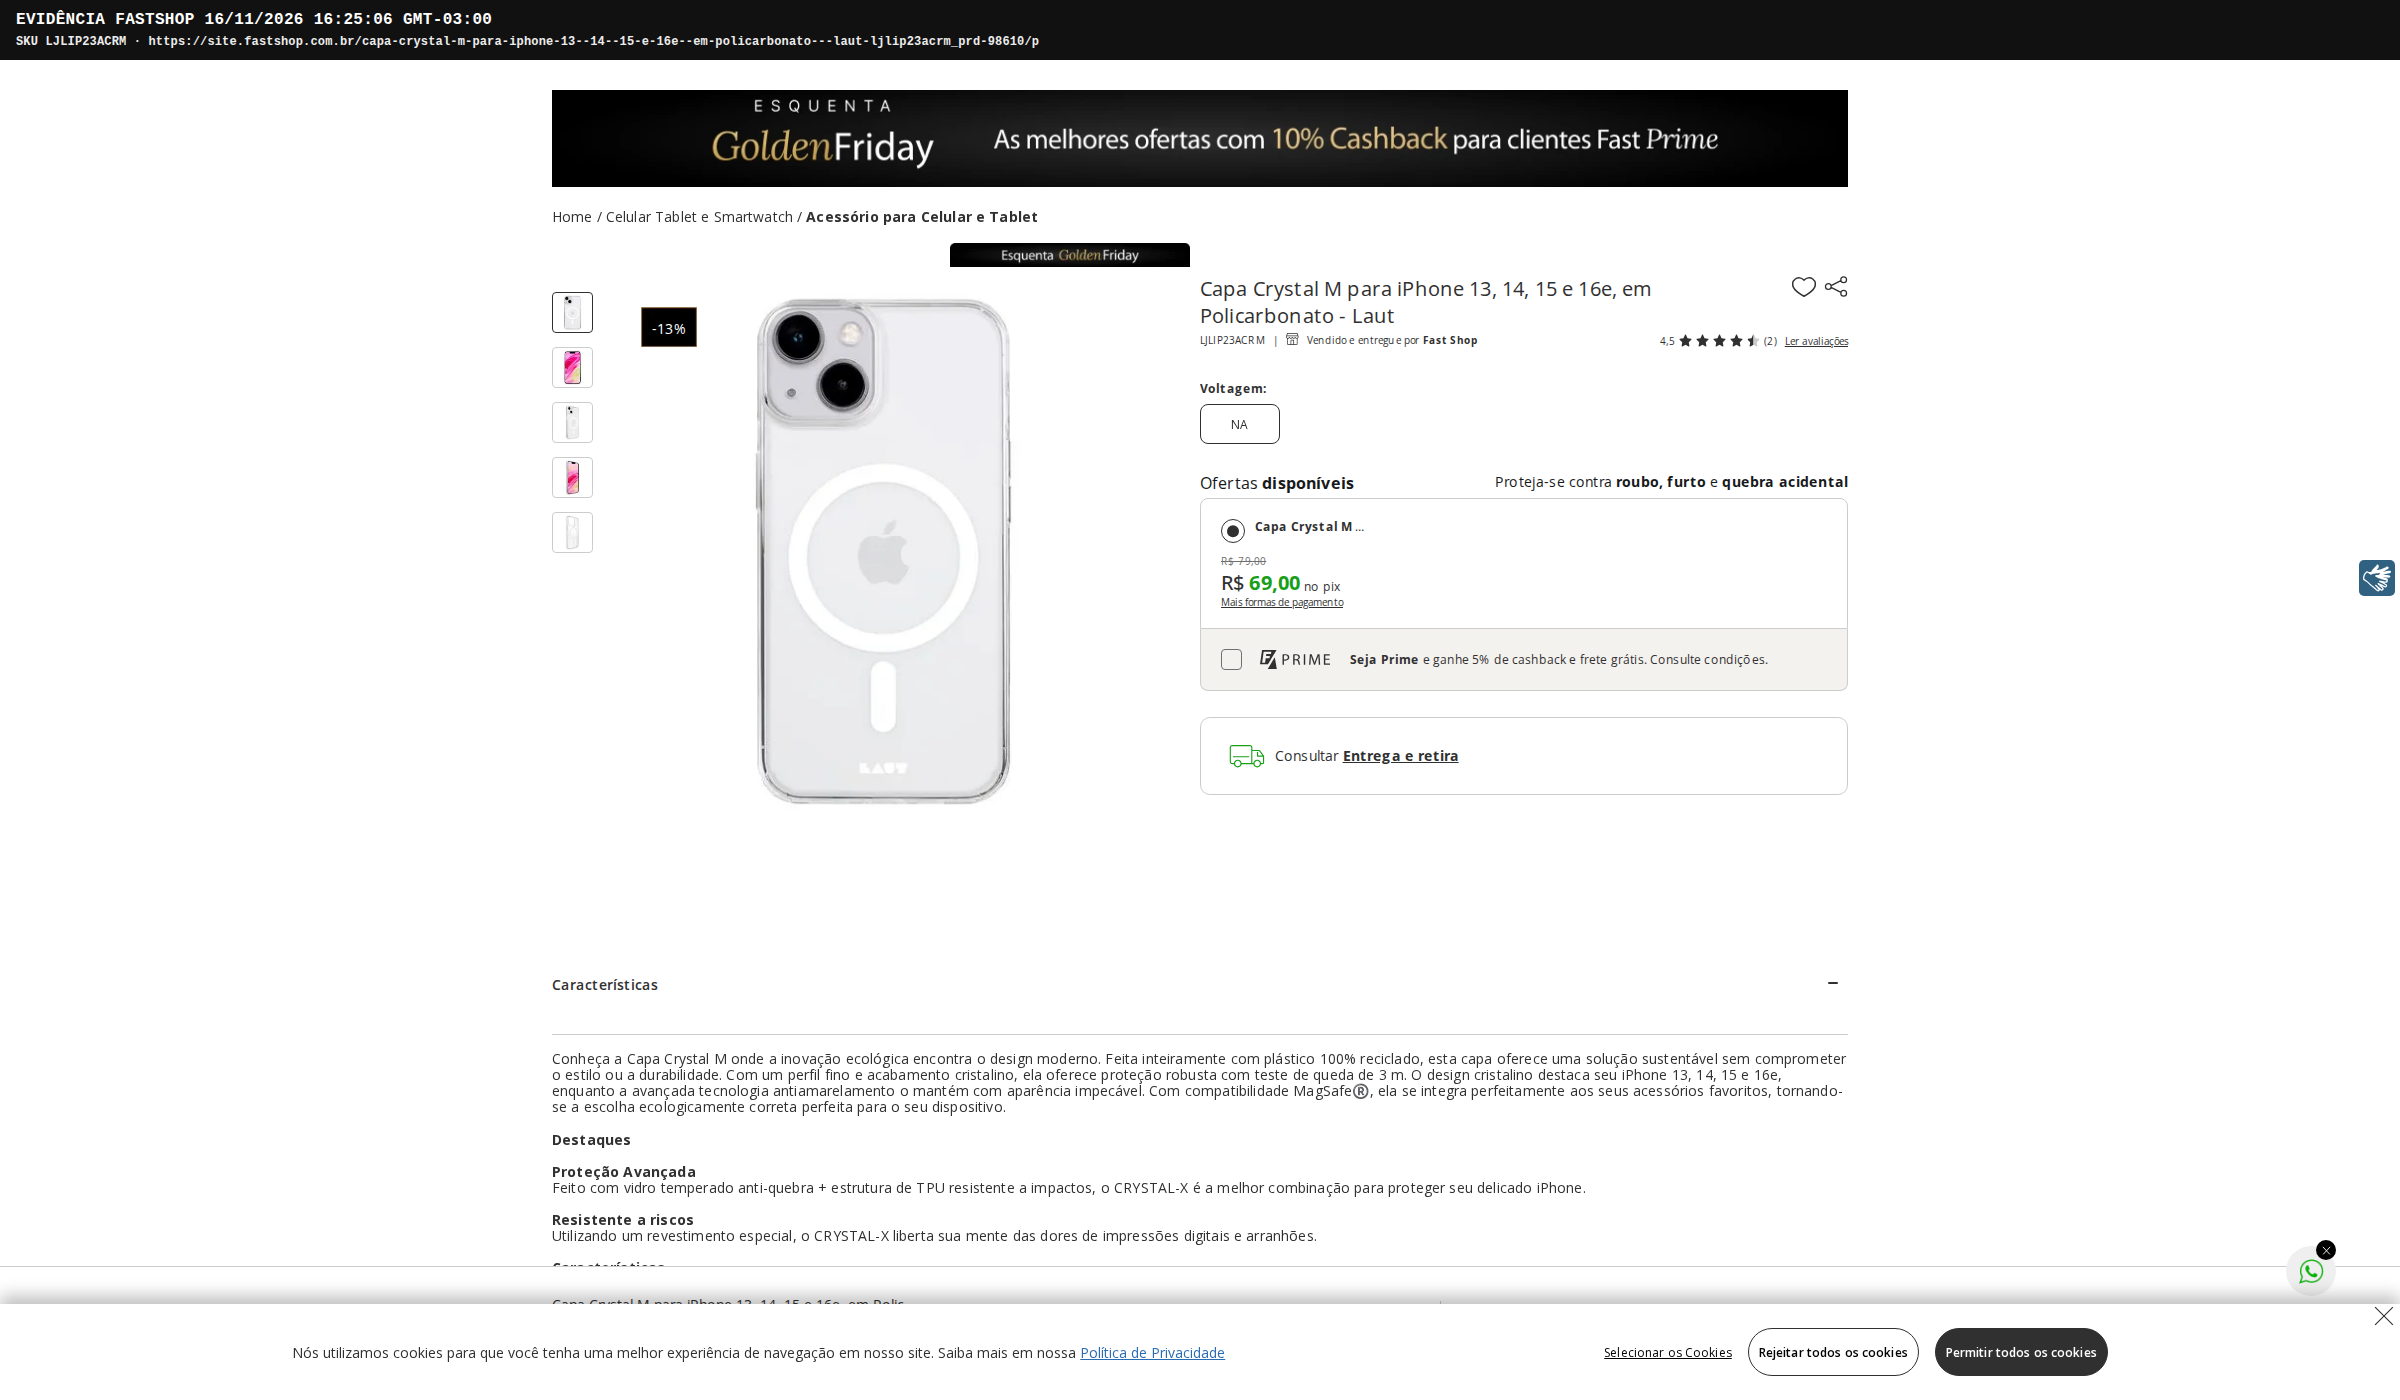 EVIDÊNCIA FASTSHOP 16/11/2026 16:25:06 GMT-03:00
SKU LJLIP23ACRM · https://site.fastshop.com.br/capa-crystal-m-para-iphone-13--14--15-e-16e--em-policarbonato---laut-ljlip23acrm_prd-98610/p
ESQUENTA
GoldenFriday
As melhores ofertas com 10% Cashback para clientes Fast Prime
Home / Celular Tablet e Smartwatch / Acessório para Celular e Tablet
Esquenta GoldenFriday
-13%
LAUT
Capa Crystal M para iPhone 13, 14, 15 e 16e, em
Policarbonato - Laut
LJLIP23ACRM | Vendido e entregue por Fast Shop
4,5 (2) Ler avaliações
Voltagem:
NA
Ofertas disponíveis
Proteja-se contra roubo, furto e quebra acidental
Capa Crystal M ...
R$ 79,00
R$ 69,00 no pix
Mais formas de pagamento
PRIME Seja Prime e ganhe 5% de cashback e frete grátis. Consulte condições.
Consultar Entrega e retira
Características
Conheça a Capa Crystal M onde a inovação ecológica encontra o design moderno. Feita inteiramente com plástico 100% reciclado, esta capa oferece uma solução sustentável sem comprometer
o estilo ou a durabilidade. Com um perfil fino e acabamento cristalino, ela oferece proteção robusta com teste de queda de 3 m. O design cristalino destaca seu iPhone 13, 14, 15 e 16e,
enquanto a avançada tecnologia antiamarelamento o mantém com aparência impecável. Com compatibilidade MagSafe®, ela se integra perfeitamente aos seus acessórios favoritos, tornando-
se a escolha ecologicamente correta perfeita para o seu dispositivo.
Destaques
Proteção Avançada
Feito com vidro temperado anti-quebra + estrutura de TPU resistente a impactos, o CRYSTAL-X é a melhor combinação para proteger seu delicado iPhone.
Resistente a riscos
Utilizando um revestimento especial, o CRYSTAL-X liberta sua mente das dores de impressões digitais e arranhões.
Características
Capa Crystal M para iPhone 13, 14, 15 e 16e, em Polic
Nós utilizamos cookies para que você tenha uma melhor experiência de navegação em nosso site. Saiba mais em nossa Política de Privacidade
Selecionar os Cookies
Rejeitar todos os cookies
Permitir todos os cookies